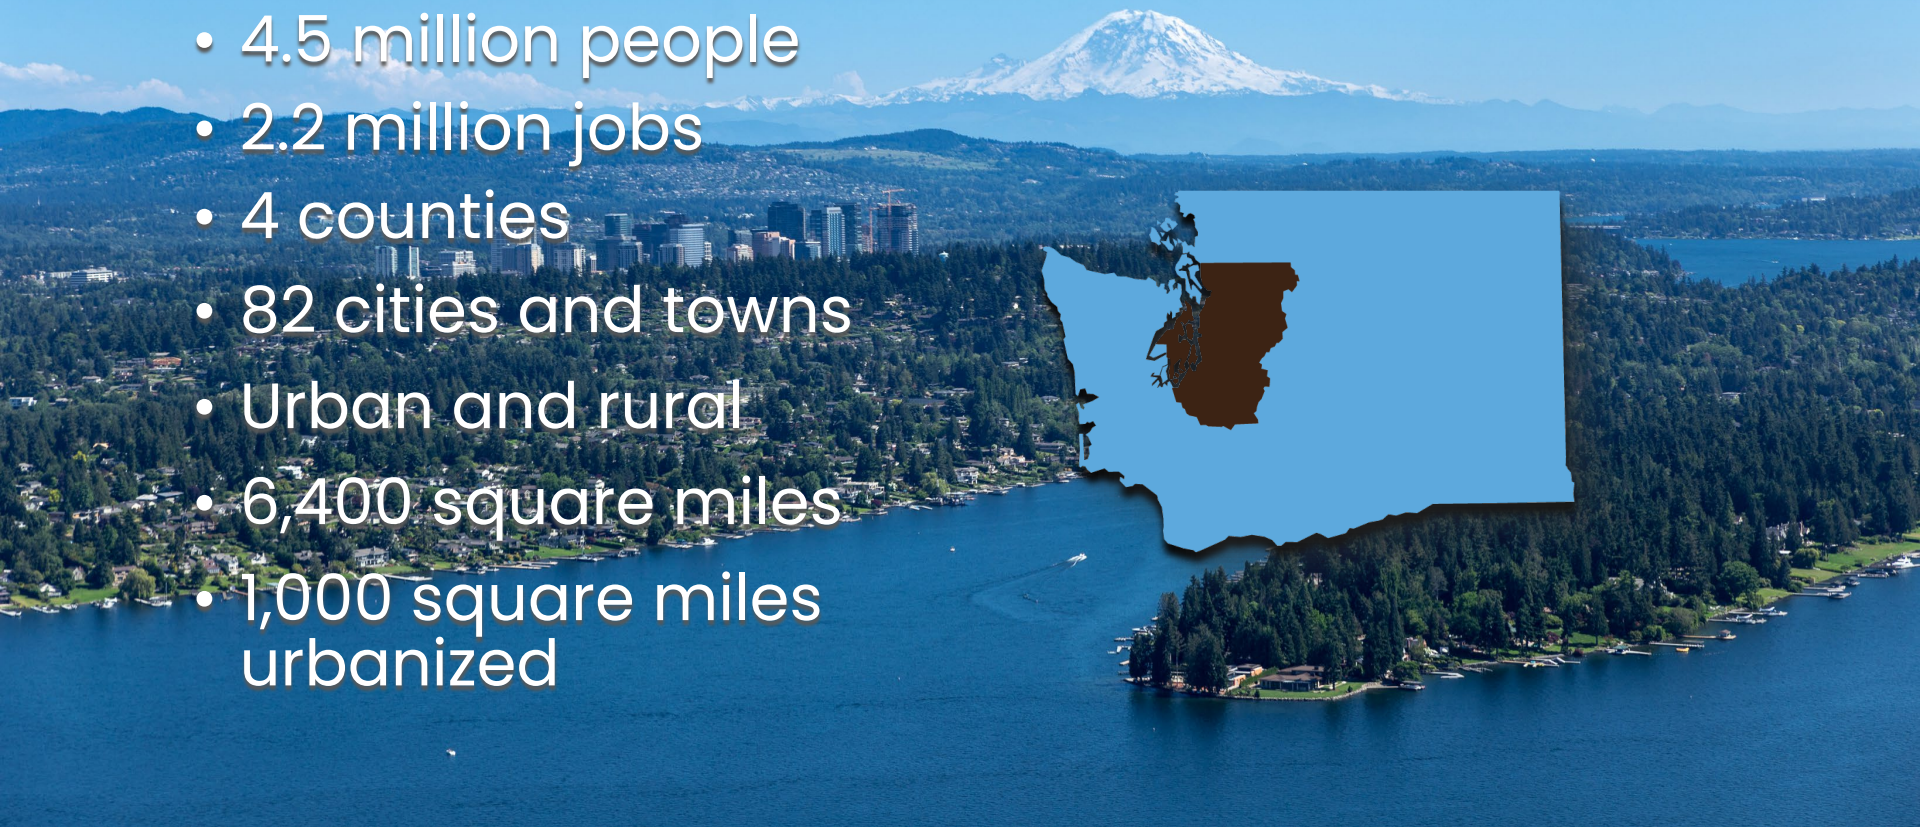 • 4.5 million people
• 2.2 million jobs
• 4 counties
• 82 cities and towns
• Urban and rural
• 6,400 square miles
• 1,000 square miles
urbanized